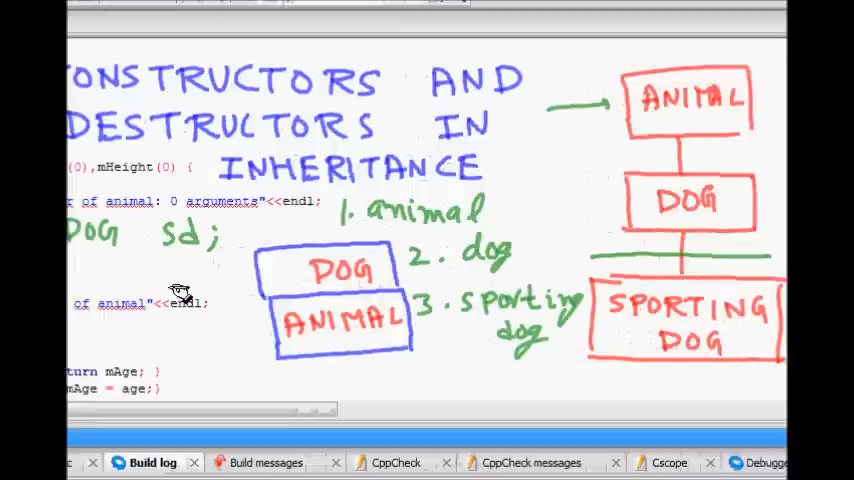 ONSTRUCTORS AND
DESTRUCTORS IN
INHERITANCE
(0),mHeight(0) {
r of animal: 0 arguments"<<endl;
DOG sd;
of animal"<<endl;
turn mAge; )
mAge = age;)
1. animal
2. dog
3. sporting
dog
DOG
ANIMAL
ANIMAL
DOG
SPORTING
DOG
Build log
Build messages
CppCheck
CppCheck messages
Cscope
Debugge